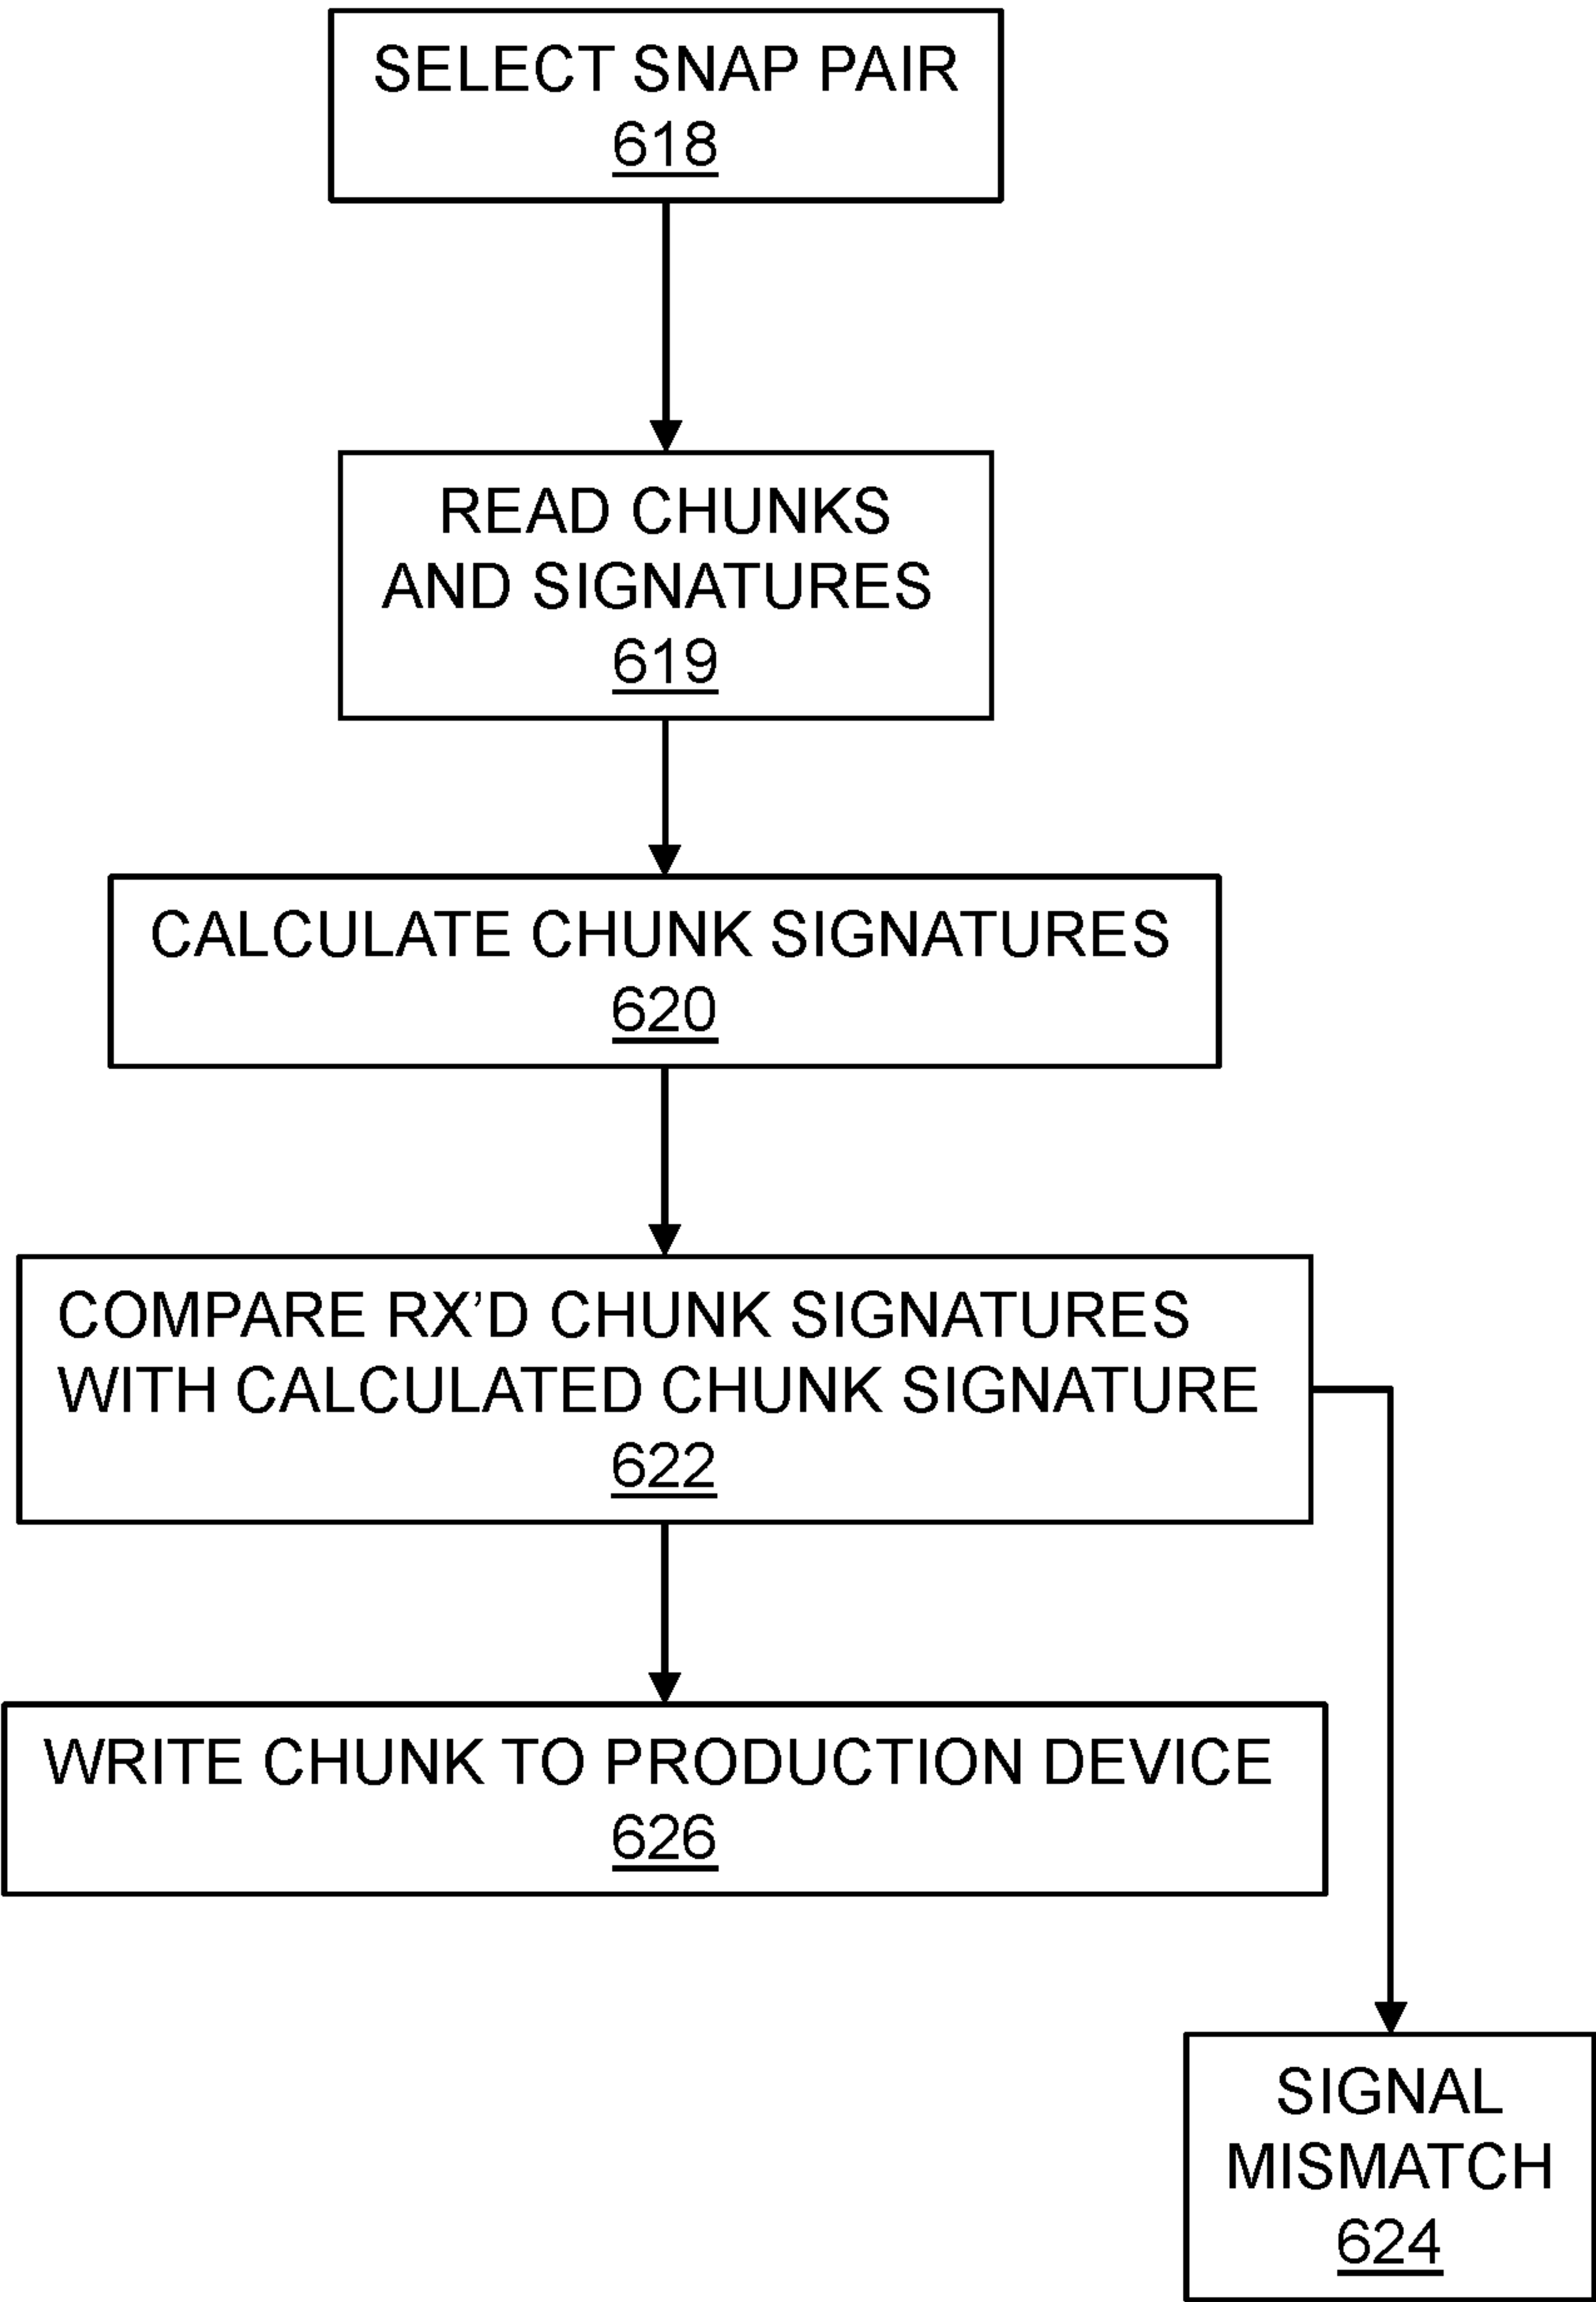 SELECT SNAP PAIR
618
READ CHUNKS
AND SIGNATURES
619
CALCULATE CHUNK SIGNATURES
620
COMPARE RX'D CHUNK SIGNATURES
WITH CALCULATED CHUNK SIGNATURE
622
WRITE CHUNK TO PRODUCTION DEVICE
626
SIGNAL
MISMATCH
624